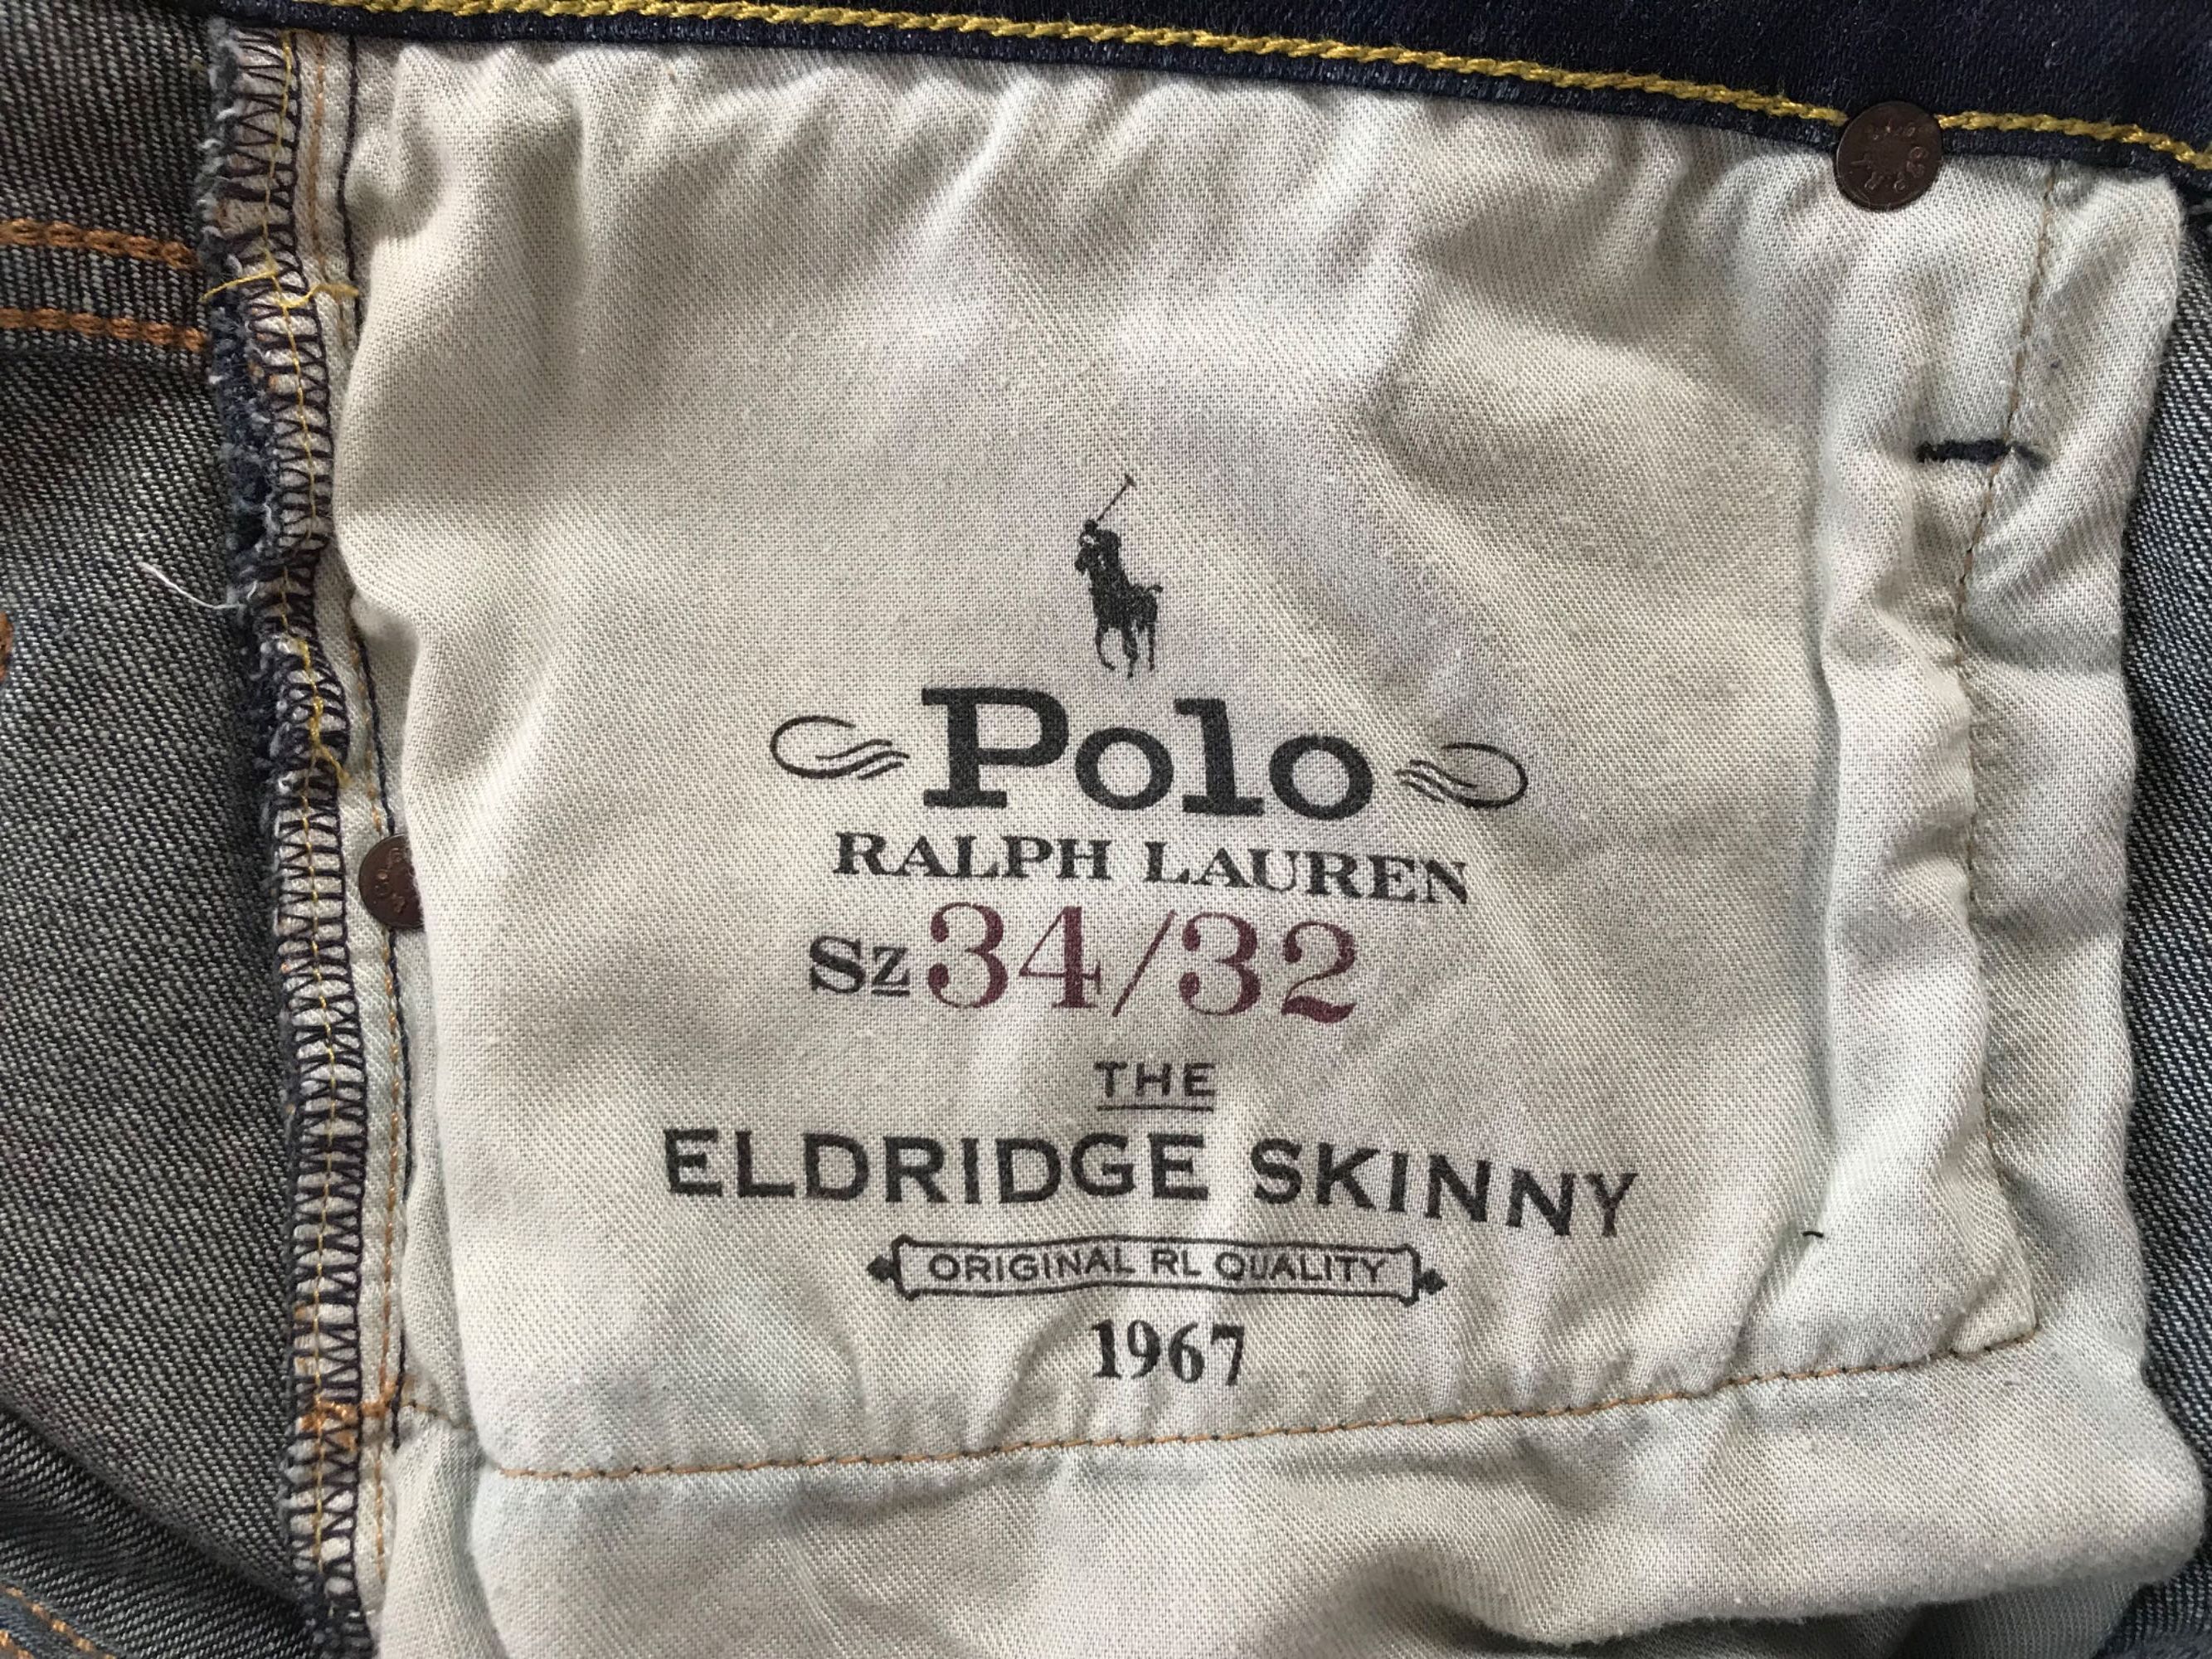 Polo
RALPH LAUREN
Sz 34/32
THE
ELDRIDGE SKINNY
ORIGINAL RL QUALITY
1967